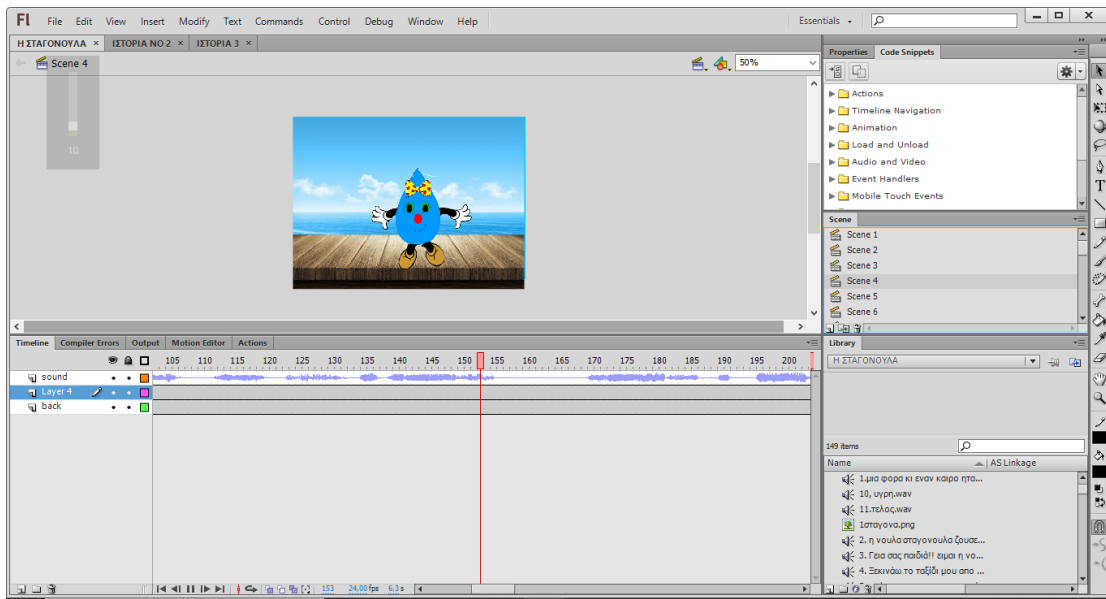 Fl File Edit View Insert Modify Text Commands Control Debug Window Help Essentials
Η ΣΤΑΓΟΝΟΥΛΑ × ΙΣΤΟΡΙΑ ΝΟ 2 × ΙΣΤΟΡΙΑ 3 ×
Scene 4 50%
10
Properties Code Snippets
Actions
Timeline Navigation
Animation
Load and Unload
Audio and Video
Event Handlers
Mobile Touch Events
Scene
Scene 1
Scene 2
Scene 3
Scene 4
Scene 5
Scene 6
Timeline Compiler Errors Output Motion Editor Actions
105 110 115 120 125 130 135 140 145 150 155 160 165 170 175 180 185 190 195 200
sound
Layer 4
back
153 24,00 fps 6,3 s
Library
Η ΣΤΑΓΟΝΟΥΛΑ
149 items
Name AS Linkage
1.μια φορα κι εναν καιρο ητα...
10, υγρη.wav
11.τελος.wav
1σταγονα.png
2. η νουλα σταγονουλα ζουσε...
3. Γεια σας παιδιά!! ειμαι η νο...
4. Ξεκινάω το ταξίδι μου απο ...